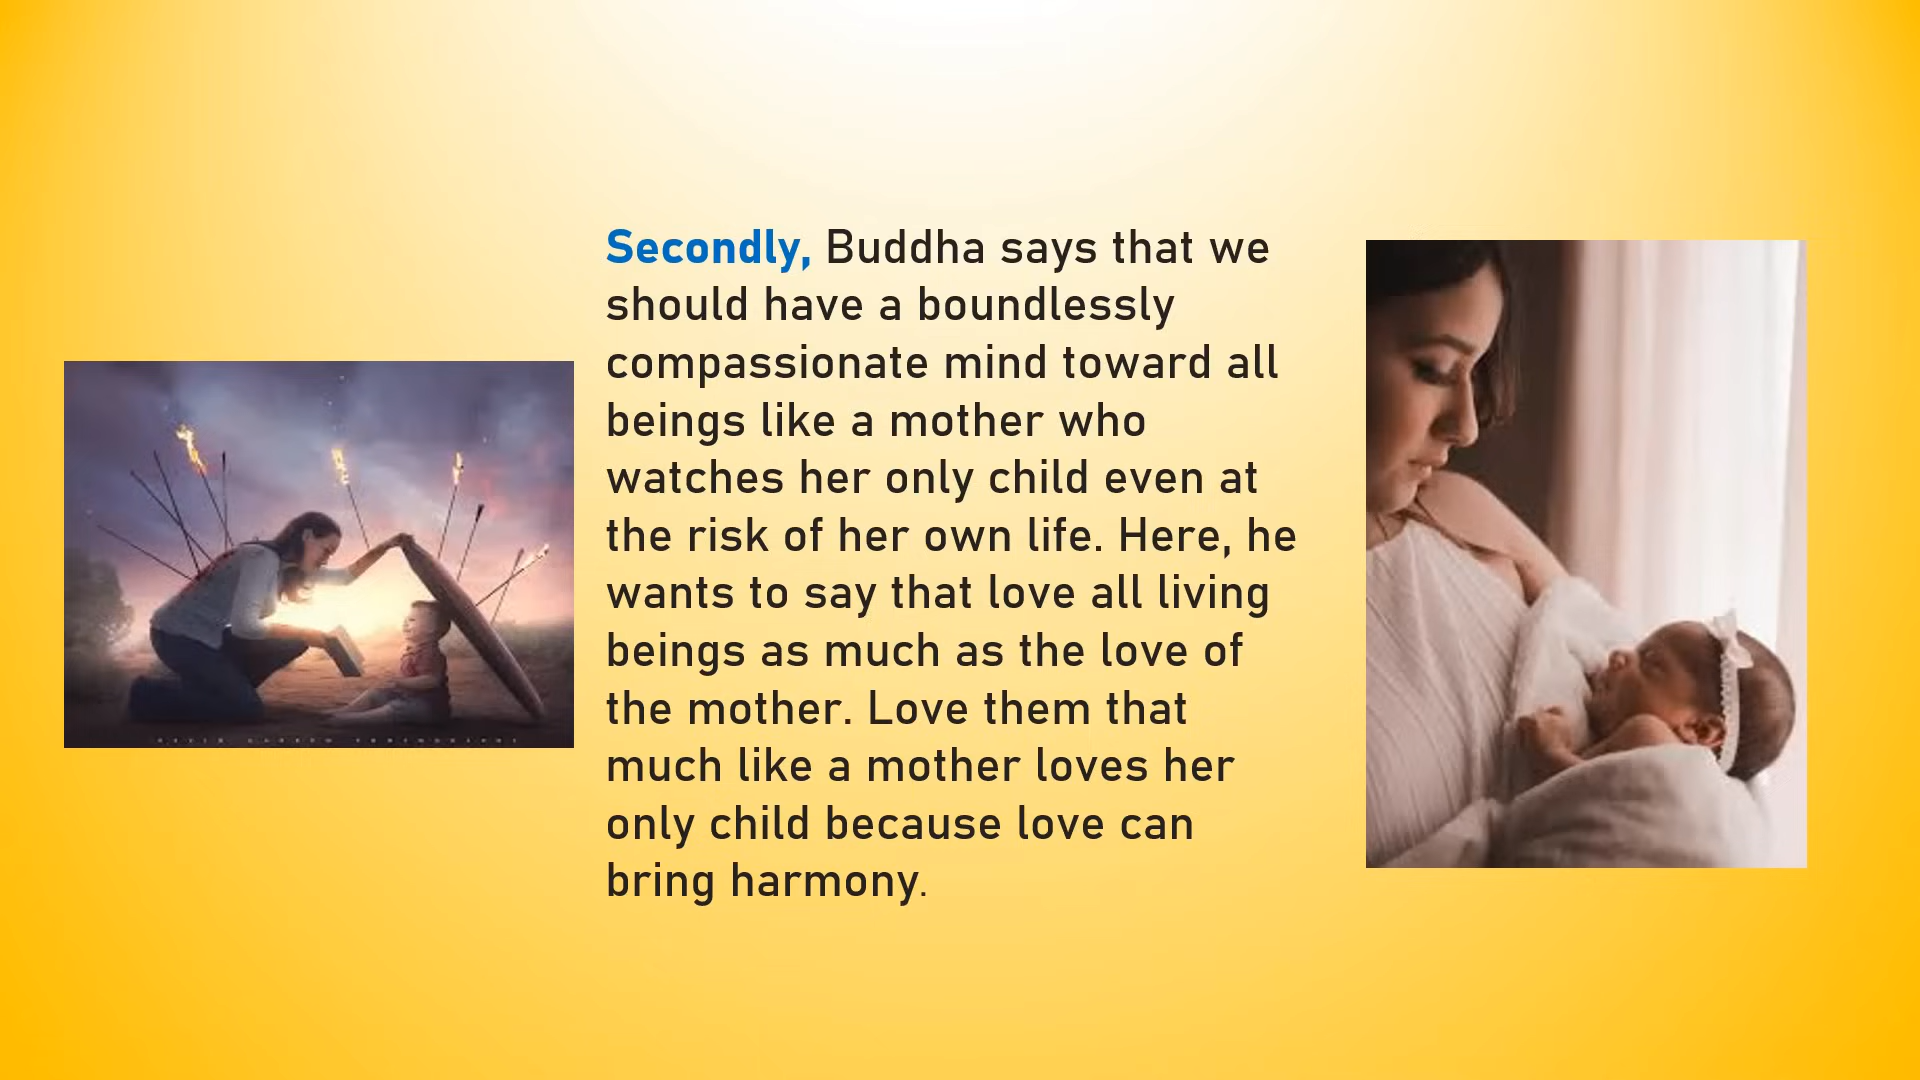 Secondly, Buddha says that we
should have a boundlessly
compassionate mind toward all
beings like a mother who
watches her only child even at
the risk of her own life. Here, he
wants to say that love all living
beings as much as the love of
the mother. Love them that
much like a mother loves her
only child because love can
bring harmony.